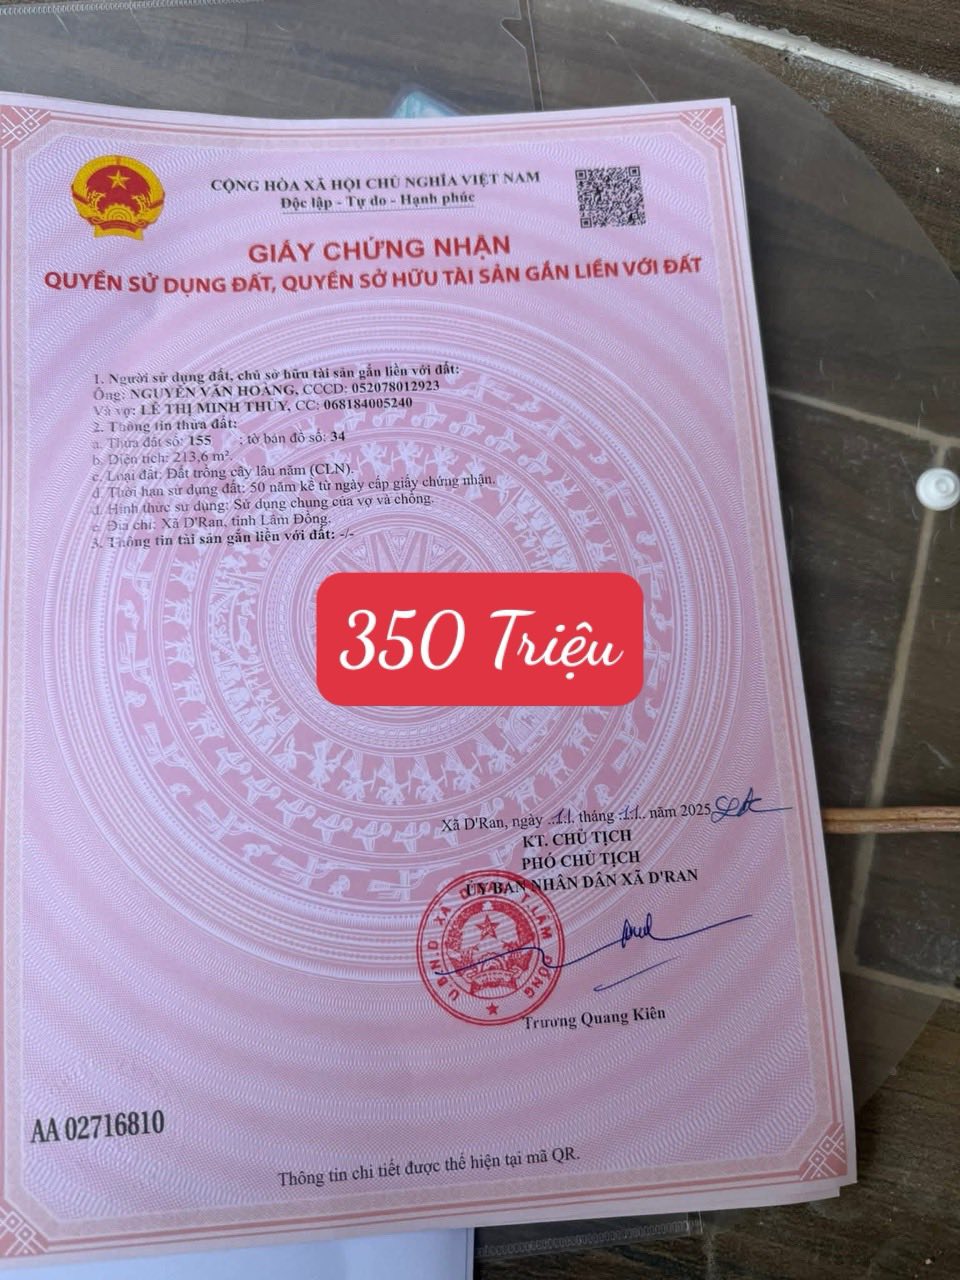 CỘNG HÒA XÃ HỘI CHỦ NGHĨA VIỆT NAM
Độc lập - Tự do - Hạnh phúc
GIẤY CHỨNG NHẬN
QUYỀN SỬ DỤNG ĐẤT, QUYỀN SỞ HỮU TÀI SẢN GẮN LIỀN VỚI ĐẤT
1. Người sử dụng đất, chủ sở hữu tài sản gắn liền với đất:
Ông: NGUYỄN VĂN HOÀNG, CCCD: 052078012923
Và vợ: LÊ THỊ MINH THÙY, CC: 068184005240
2. Thông tin thửa đất:
a. Thửa đất số: 155 ; tờ bản đồ số: 34
b. Diện tích: 213,6 m².
c. Loại đất: Đất trồng cây lâu năm (CLN).
d. Thời hạn sử dụng đất: 50 năm kể từ ngày cấp giấy chứng nhận.
đ. Hình thức sử dụng: Sử dụng chung của vợ và chồng.
e. Địa chỉ: Xã D'Ran, tỉnh Lâm Đồng.
3. Thông tin tài sản gắn liền với đất: -/-
350 Triệu
Xã D'Ran, ngày .11. tháng .11.. năm 2025
KT. CHỦ TỊCH
PHÓ CHỦ TỊCH
ỦY BAN NHÂN DÂN XÃ D'RAN
U.B.N.D XÃ D'RAN T.LÂM ĐỒNG
Trương Quang Kiên
AA 02716810
Thông tin chi tiết được thể hiện tại mã QR.